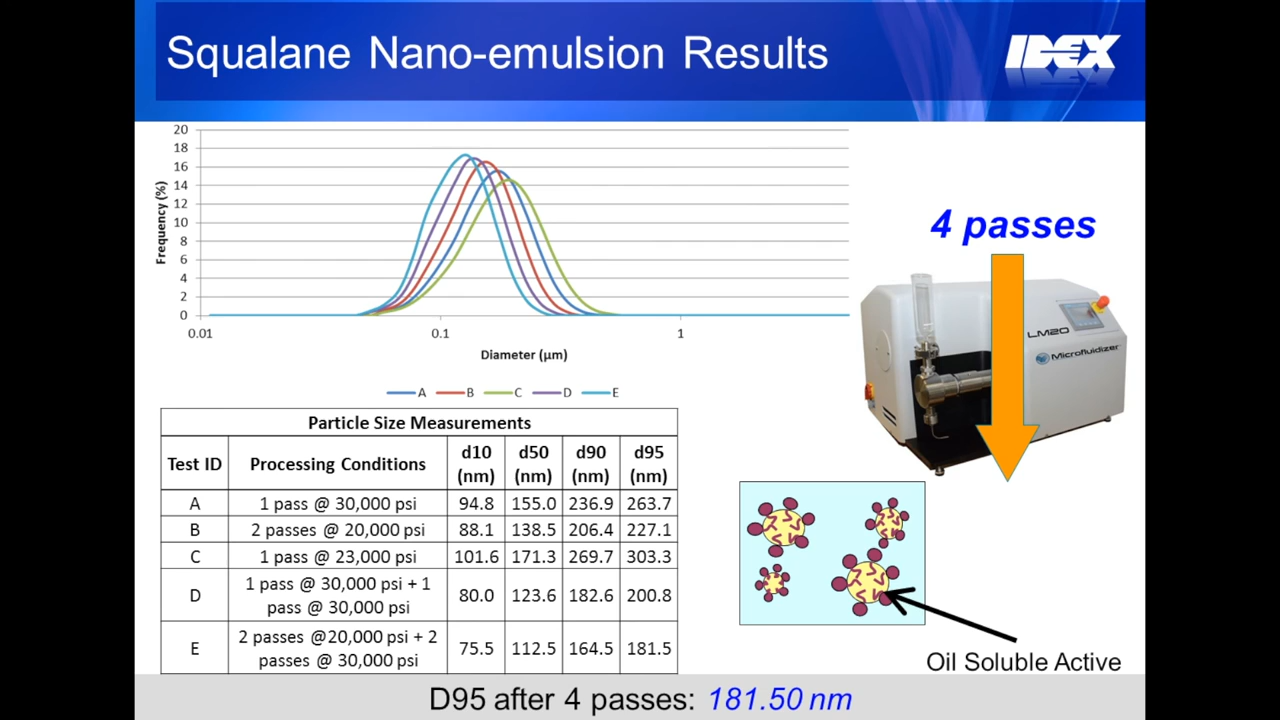 Squalane Nano-emulsion Results
IDEX
20
18
16
14
12
10
8
6
4
2
0
Frequency (%)
0.01 0.1 1
Diameter (µm)
A B C D E
4 passes
LM20
Microfluidizer
Particle Size Measurements
Test ID Processing Conditions d10 (nm) d50 (nm) d90 (nm) d95 (nm)
A 1 pass @ 30,000 psi 94.8 155.0 236.9 263.7
B 2 passes @ 20,000 psi 88.1 138.5 206.4 227.1
C 1 pass @ 23,000 psi 101.6 171.3 269.7 303.3
D 1 pass @ 30,000 psi + 1 pass @ 30,000 psi 80.0 123.6 182.6 200.8
E 2 passes @20,000 psi + 2 passes @ 30,000 psi 75.5 112.5 164.5 181.5
Oil Soluble Active
D95 after 4 passes: 181.50 nm